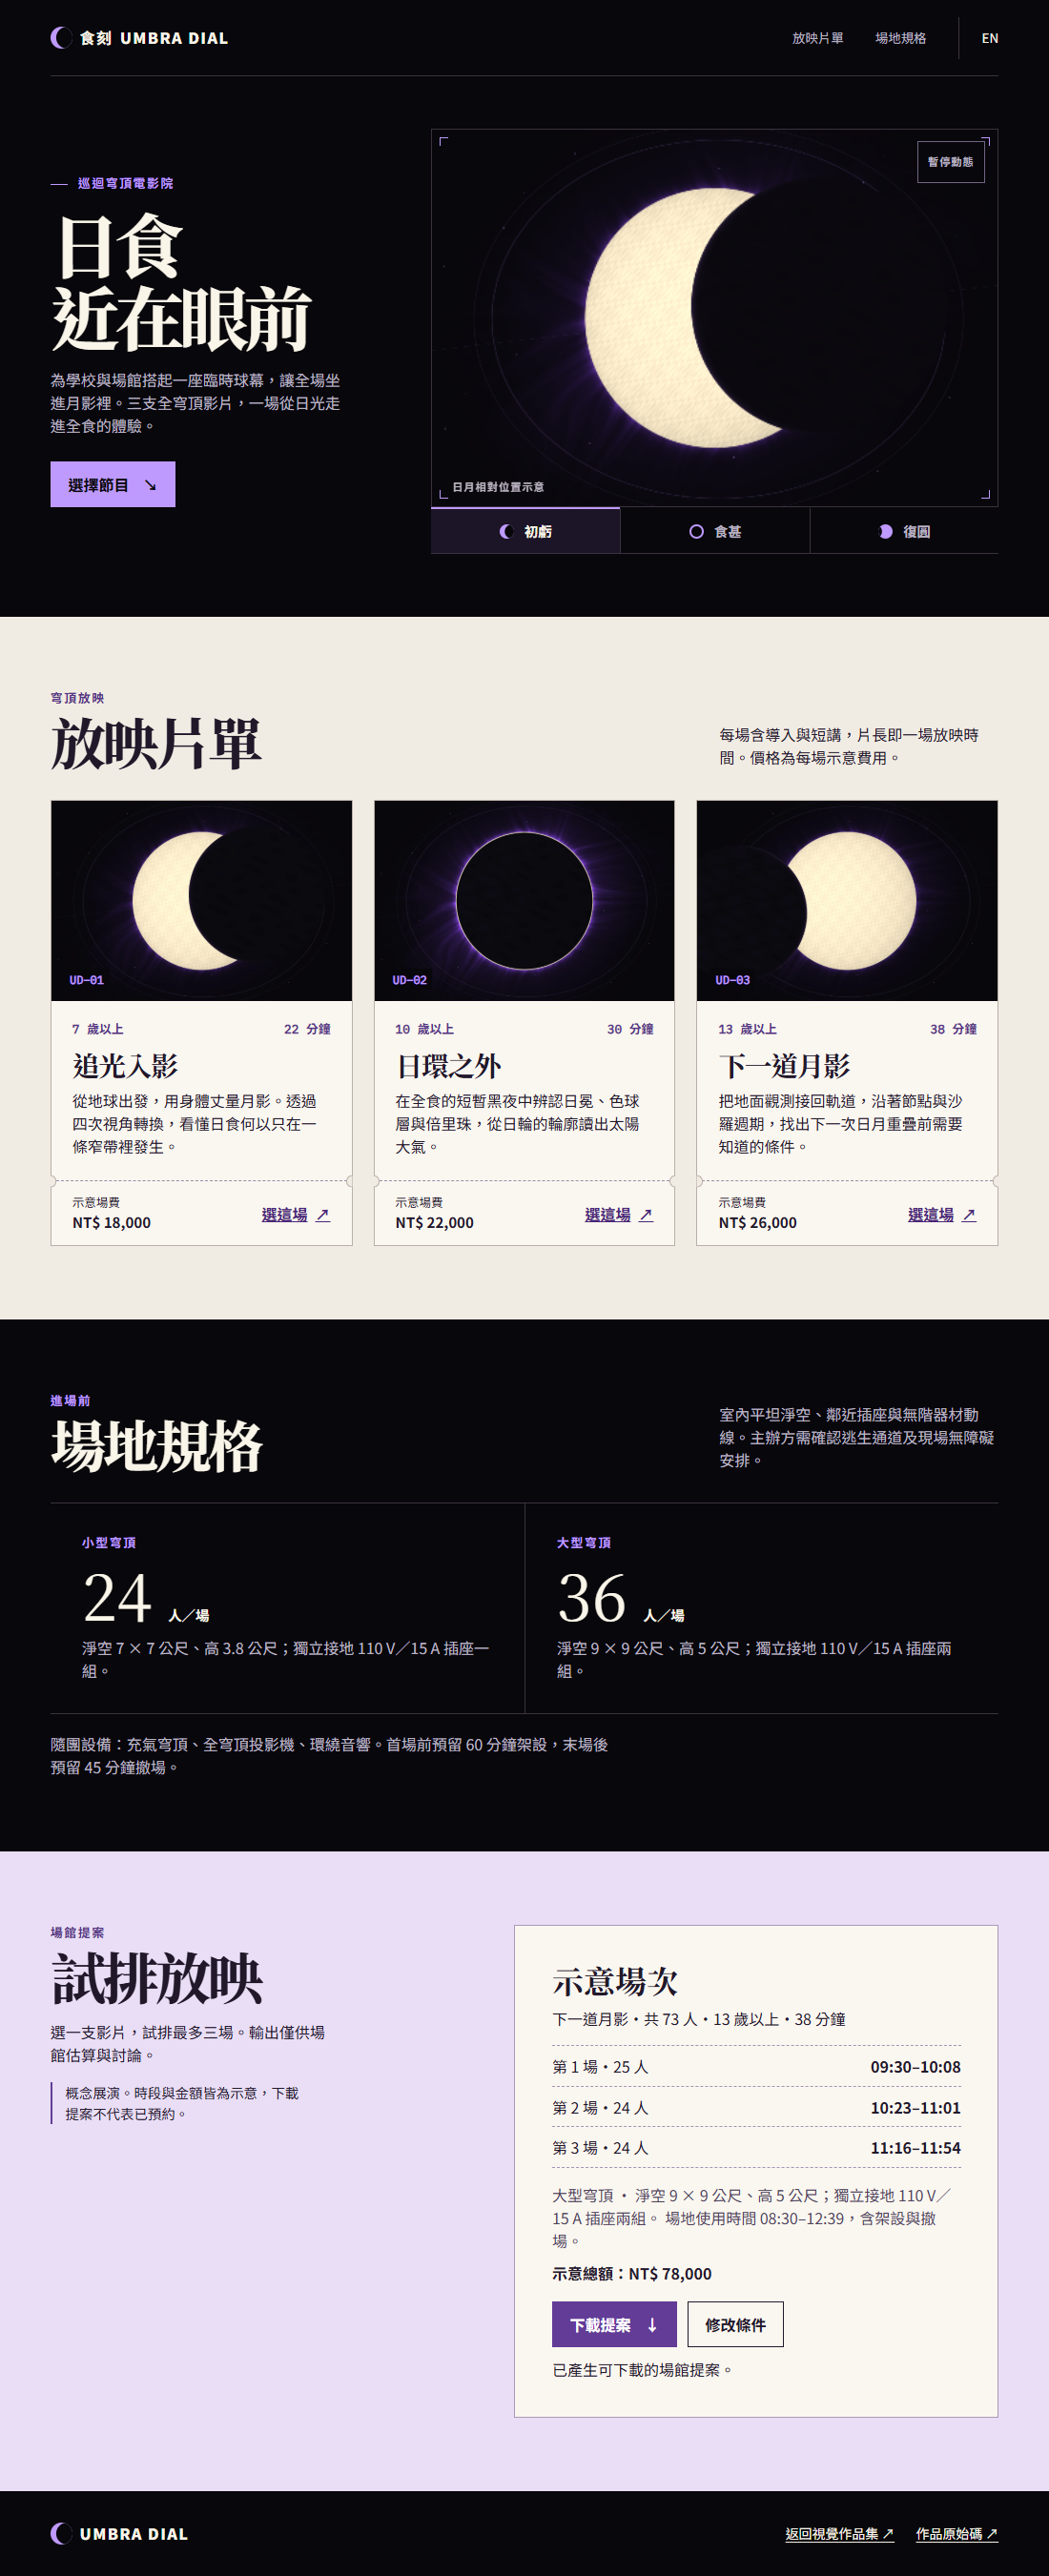 食刻 UMBRA DIAL
放映片單
場地規格
EN
巡迴穹頂電影院
日食
近在眼前
為學校與場館搭起一座臨時球幕，讓全場坐
進月影裡。三支全穹頂影片，一場從日光走
進全食的體驗。
選擇節目 ↘
暫停動態
日月相對位置示意
初虧
食甚
復圓
穹頂放映
放映片單
每場含導入與短講，片長即一場放映時
間。價格為每場示意費用。
UD—01
7 歲以上 22 分鐘
追光入影
從地球出發，用身體丈量月影。透過
四次視角轉換，看懂日食何以只在一
條窄帶裡發生。
示意場費
NT$ 18,000
選這場 ↗
UD—02
10 歲以上 30 分鐘
日環之外
在全食的短暫黑夜中辨認日冕、色球
層與倍里珠，從日輪的輪廓讀出太陽
大氣。
示意場費
NT$ 22,000
選這場 ↗
UD—03
13 歲以上 38 分鐘
下一道月影
把地面觀測接回軌道，沿著節點與沙
羅週期，找出下一次日月重疊前需要
知道的條件。
示意場費
NT$ 26,000
選這場 ↗
進場前
場地規格
室內平坦淨空、鄰近插座與無階器材動
線。主辦方需確認逃生通道及現場無障礙
安排。
小型穹頂
24 人／場
淨空 7 × 7 公尺、高 3.8 公尺；獨立接地 110 V／15 A 插座一
組。
大型穹頂
36 人／場
淨空 9 × 9 公尺、高 5 公尺；獨立接地 110 V／15 A 插座兩
組。
隨團設備：充氣穹頂、全穹頂投影機、環繞音響。首場前預留 60 分鐘架設，末場後
預留 45 分鐘撤場。
場館提案
試排放映
選一支影片，試排最多三場。輸出僅供場
館估算與討論。
概念展演。時段與金額皆為示意，下載
提案不代表已預約。
示意場次
下一道月影・共 73 人・13 歲以上・38 分鐘
第 1 場・25 人 09:30–10:08
第 2 場・24 人 10:23–11:01
第 3 場・24 人 11:16–11:54
大型穹頂 ・ 淨空 9 × 9 公尺、高 5 公尺；獨立接地 110 V／
15 A 插座兩組。 場地使用時間 08:30–12:39，含架設與撤
場。
示意總額：NT$ 78,000
下載提案 ↓
修改條件
已產生可下載的場館提案。
UMBRA DIAL
返回視覺作品集 ↗
作品原始碼 ↗